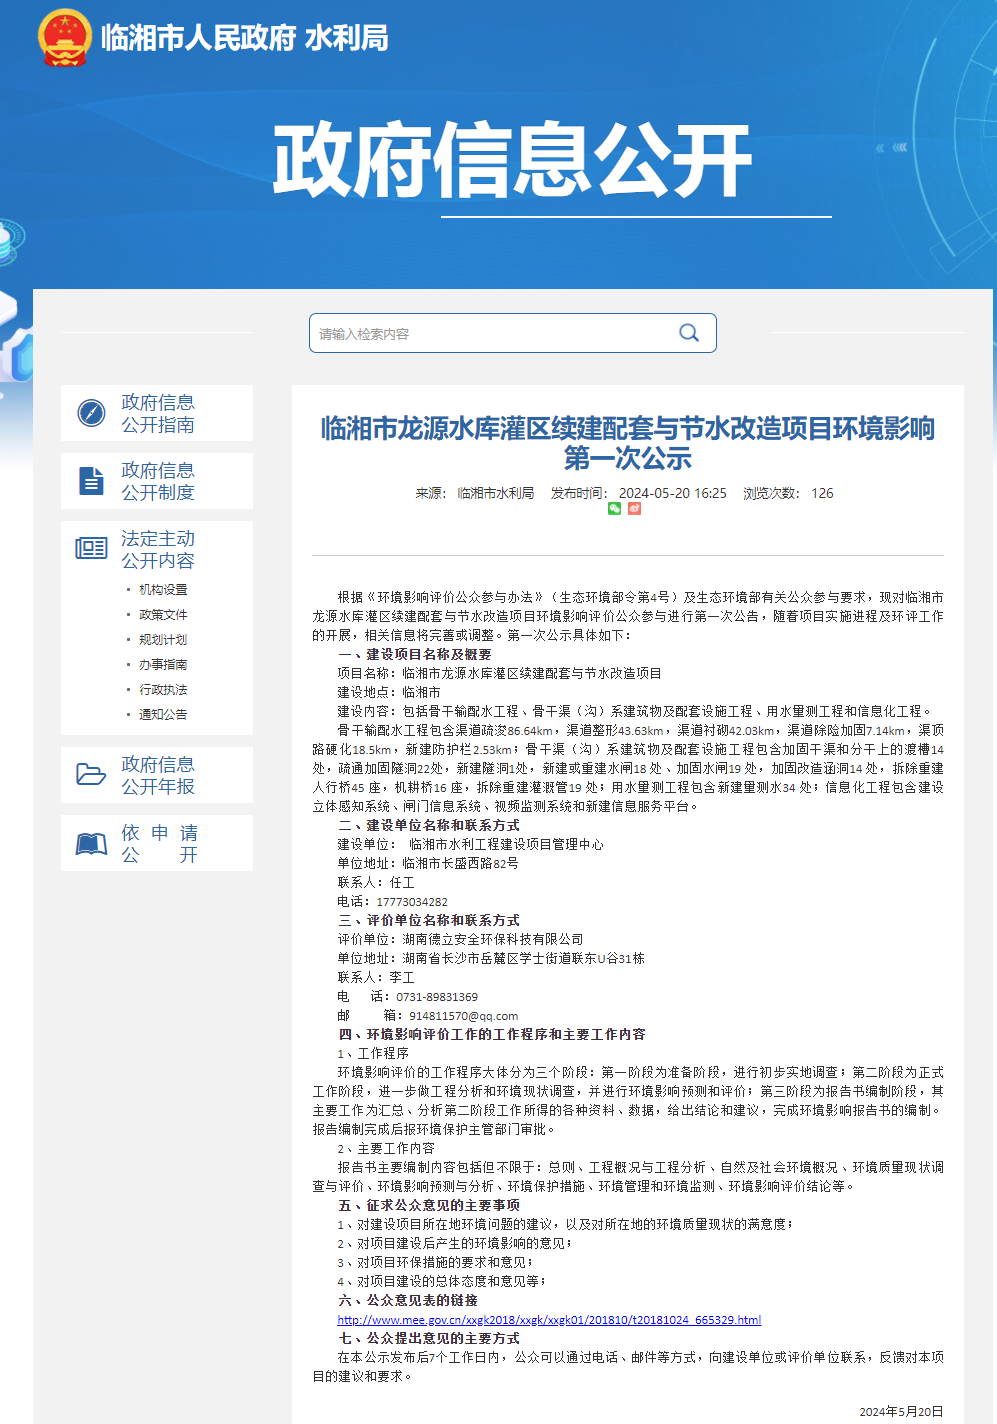 临湘市人民政府 水利局
政府信息公开
请输入检索内容
政府信息
公开指南
政府信息
公开制度
法定主动
公开内容
· 机构设置
· 政策文件
· 规划计划
· 办事指南
· 行政执法
· 通知公告
政府信息
公开年报
依 申 请
公 开
临湘市龙源水库灌区续建配套与节水改造项目环境影响
第一次公示
来源： 临湘市水利局 发布时间： 2024-05-20 16:25 浏览次数： 126
根据《环境影响评价公众参与办法》（生态环境部令第4号）及生态环境部有关公众参与要求，现对临湘市
龙源水库灌区续建配套与节水改造项目环境影响评价公众参与进行第一次公告，随着项目实施进程及环评工作
的开展，相关信息将完善或调整。第一次公示具体如下：
一、建设项目名称及概要
项目名称：临湘市龙源水库灌区续建配套与节水改造项目
建设地点：临湘市
建设内容：包括骨干输配水工程、骨干渠（沟）系建筑物及配套设施工程、用水量测工程和信息化工程。
骨干输配水工程包含渠道疏浚86.64km，渠道整形43.63km，渠道衬砌42.03km，渠道除险加固7.14km，渠顶
路硬化18.5km，新建防护栏2.53km；骨干渠（沟）系建筑物及配套设施工程包含加固干渠和分干上的渡槽14
处，疏通加固隧洞22处，新建隧洞1处，新建或重建水闸18 处、加固水闸19 处，加固改造涵洞14 处，拆除重建
人行桥45 座，机耕桥16 座，拆除重建灌溉管19 处；用水量测工程包含新建量测水34 处；信息化工程包含建设
立体感知系统、闸门信息系统、视频监测系统和新建信息服务平台。
二、建设单位名称和联系方式
建设单位： 临湘市水利工程建设项目管理中心
单位地址：临湘市长盛西路82号
联系人：任工
电话：17773034282
三、评价单位名称和联系方式
评价单位：湖南德立安全环保科技有限公司
单位地址：湖南省长沙市岳麓区学士街道联东U谷31栋
联系人：李工
电 话：0731-89831369
邮 箱：914811570@qq.com
四、环境影响评价工作的工作程序和主要工作内容
1、工作程序
环境影响评价的工作程序大体分为三个阶段：第一阶段为准备阶段，进行初步实地调查；第二阶段为正式
工作阶段，进一步做工程分析和环境现状调查，并进行环境影响预测和评价；第三阶段为报告书编制阶段，其
主要工作为汇总、分析第二阶段工作所得的各种资料、数据，给出结论和建议，完成环境影响报告书的编制。
报告编制完成后报环境保护主管部门审批。
2、主要工作内容
报告书主要编制内容包括但不限于：总则、工程概况与工程分析、自然及社会环境概况、环境质量现状调
查与评价、环境影响预测与分析、环境保护措施、环境管理和环境监测、环境影响评价结论等。
五、征求公众意见的主要事项
1、对建设项目所在地环境问题的建议，以及对所在地的环境质量现状的满意度；
2、对项目建设后产生的环境影响的意见；
3、对项目环保措施的要求和意见；
4、对项目建设的总体态度和意见等；
六、公众意见表的链接
http://www.mee.gov.cn/xxgk2018/xxgk/xxgk01/201810/t20181024_665329.html
七、公众提出意见的主要方式
在本公示发布后7个工作日内，公众可以通过电话、邮件等方式，向建设单位或评价单位联系，反馈对本项
目的建议和要求。
2024年5月20日